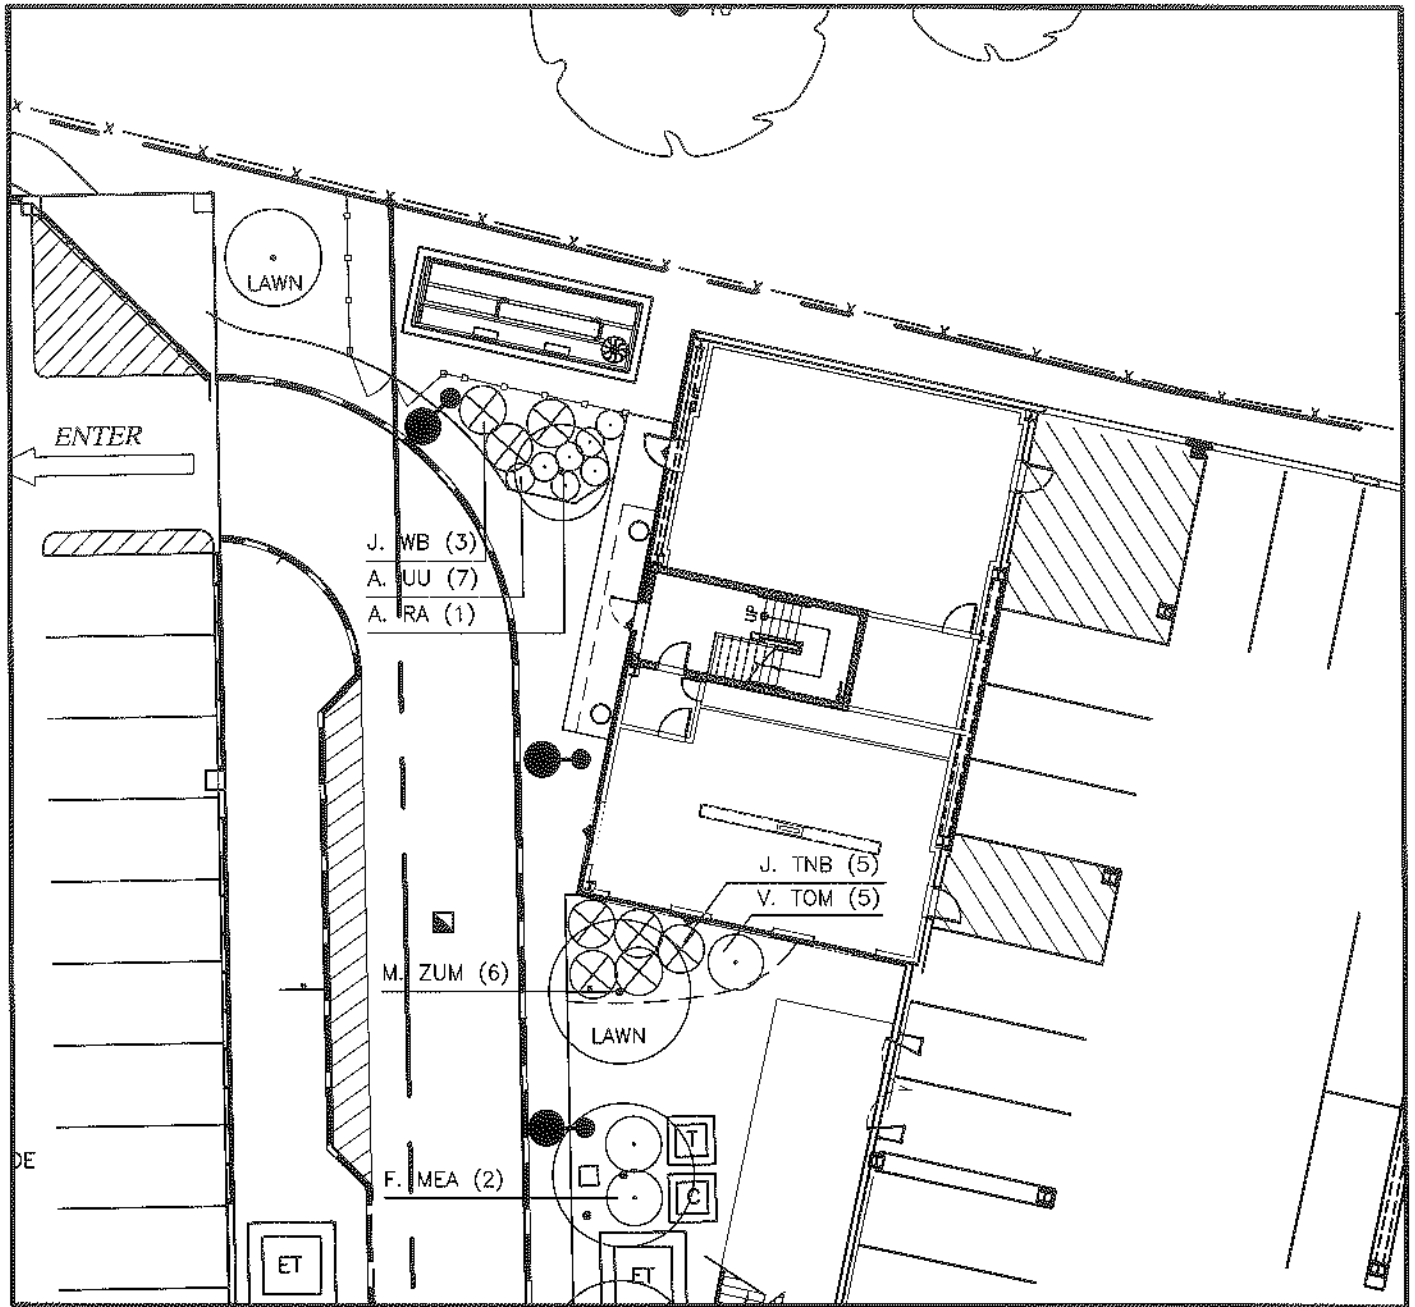 LAWN
ENTER
J. WB (3)
A. UU (7)
A. RA (1)
UP
J. TNB (5)
V. TOM (5)
M. ZUM (6)
LAWN
T
DE
F. MEA (2)
C
ET
ET